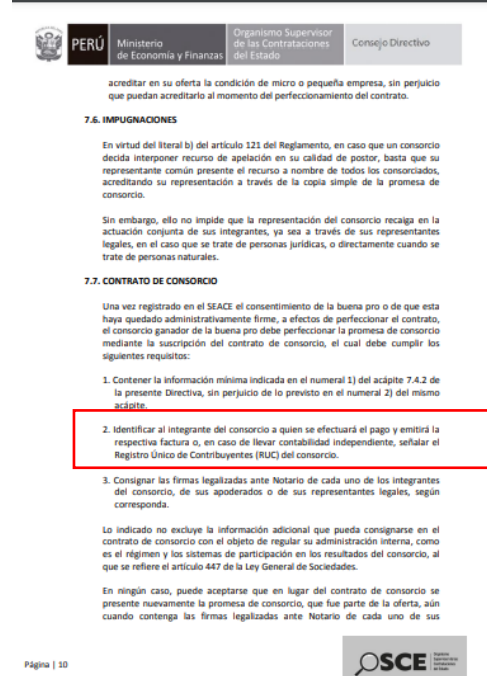 PERÚ
Ministerio
de Economía y Finanzas
Organismo Supervisor
de las Contrataciones
del Estado
Consejo Directivo
acreditar en su oferta la condición de micro o pequeña empresa, sin perjuicio
que puedan acreditarlo al momento del perfeccionamiento del contrato.
7.6. IMPUGNACIONES
En virtud del literal b) del artículo 121 del Reglamento, en caso que un consorcio
decida interponer recurso de apelación en su calidad de postor, basta que su
representante común presente el recurso a nombre de todos los consorciados,
acreditando su representación a través de la copia simple de la promesa de
consorcio.
Sin embargo, ello no impide que la representación del consorcio recaiga en la
actuación conjunta de sus integrantes, ya sea a través de sus representantes
legales, en el caso que se trate de personas jurídicas, o directamente cuando se
trate de personas naturales.
7.7. CONTRATO DE CONSORCIO
Una vez registrado en el SEACE el consentimiento de la buena pro o de que esta
haya quedado administrativamente firme, a efectos de perfeccionar el contrato,
el consorcio ganador de la buena pro debe perfeccionar la promesa de consorcio
mediante la suscripción del contrato de consorcio, el cual debe cumplir los
siguientes requisitos:
1. Contener la información mínima indicada en el numeral 1) del acápite 7.4.2 de
la presente Directiva, sin perjuicio de lo previsto en el numeral 2) del mismo
acápite.
2. Identificar al integrante del consorcio a quien se efectuará el pago y emitirá la
respectiva factura o, en caso de llevar contabilidad independiente, señalar el
Registro Único de Contribuyentes (RUC) del consorcio.
3. Consignar las firmas legalizadas ante Notario de cada uno de los integrantes
del consorcio, de sus apoderados o de sus representantes legales, según
corresponda.
Lo indicado no excluye la información adicional que pueda consignarse en el
contrato de consorcio con el objeto de regular su administración interna, como
es el régimen y los sistemas de participación en los resultados del consorcio, al
que se refiere el artículo 447 de la Ley General de Sociedades.
En ningún caso, puede aceptarse que en lugar del contrato de consorcio se
presente nuevamente la promesa de consorcio, que fue parte de la oferta, aún
cuando contenga las firmas legalizadas ante Notario de cada uno de sus
Página | 10
OSCE